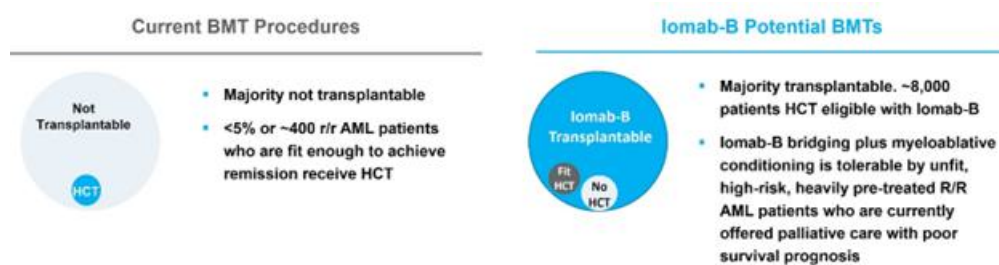 Current BMT Procedures
Not
Transplantable
HCT
▪ Majority not transplantable
▪ <5% or ~400 r/r AML patients
who are fit enough to achieve
remission receive HCT
Iomab-B Potential BMTs
Iomab-B
Transplantable
Fit
HCT
No
HCT
▪ Majority transplantable. ~8,000
patients HCT eligible with Iomab-B
▪ Iomab-B bridging plus myeloablative
conditioning is tolerable by unfit,
high-risk, heavily pre-treated R/R
AML patients who are currently
offered palliative care with poor
survival prognosis